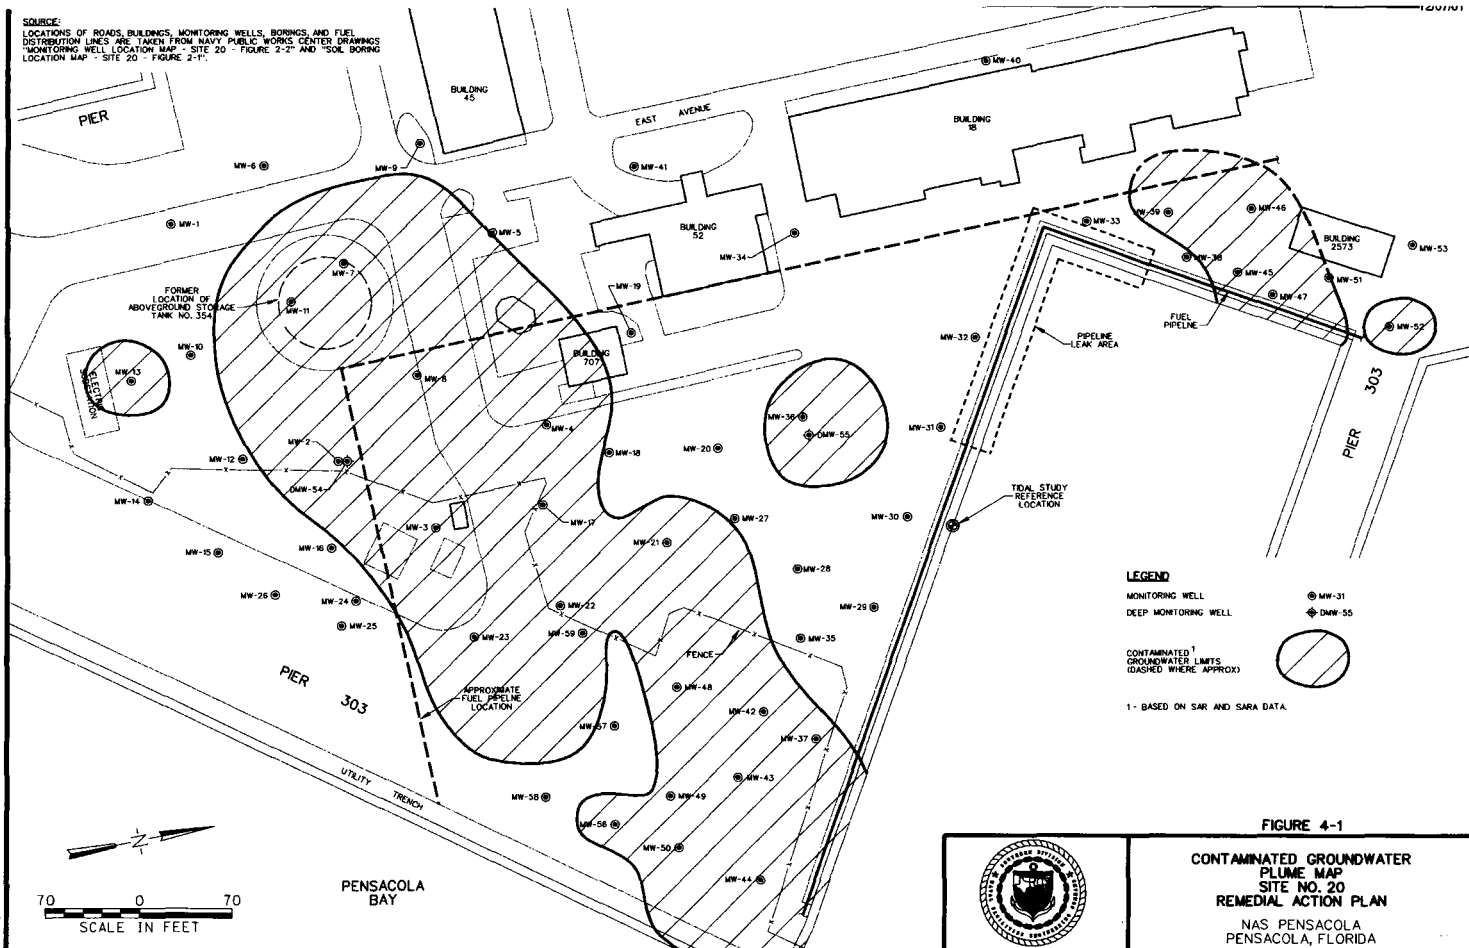 12/07/01
SOURCE:
LOCATIONS OF ROADS, BUILDINGS, MONITORING WELLS, BORINGS, AND FUEL
DISTRIBUTION LINES ARE TAKEN FROM NAVY PUBLIC WORKS CENTER DRAWINGS
"MONITORING WELL LOCATION MAP - SITE 20 - FIGURE 2-2" AND "SOIL BORING
LOCATION MAP - SITE 20 - FIGURE 2-1".
PIER
BUILDING
45
EAST AVENUE
MW-40
BUILDING
18
MW-6
MW-9
MW-41
MW-1
MW-5
BUILDING
52
MW-34
MW-33
MW-39
MW-46
BUILDING
2573
MW-53
MW-38
MW-45
MW-51
MW-47
MW-7
FORMER
LOCATION OF
ABOVEGROUND STORAGE
TANK NO. 354
MW-11
MW-19
FUEL
PIPELNE
MW-52
MW-10
BUILDING
707
MW-32
PIPELINE
LEAK AREA
MW-13
ELECTRIC
SUBSTATION
MW-8
PIER 303
MW-36
DMW-55
MW-4
MW-31
MW-2
MW-12
DMW-54
MW-18
MW-20
MW-14
MW-17
MW-3
MW-27
MW-30
TIDAL STUDY
REFERENCE
LOCATION
MW-15
MW-16
MW-21
MW-28
MW-26
MW-24
MW-25
MW-22
MW-29
MW-23
MW-59
MW-35
FENCE
LEGEND
MONITORING WELL MW-31
DEEP MONITORING WELL DMW-55
CONTAMINATED 1
GROUNDWATER LIMITS
(DASHED WHERE APPROX)
1 - BASED ON SAR AND SARA DATA.
PIER 303
APPROXIMATE
FUEL PIPELNE
LOCATION
MW-48
MW-42
MW-57
MW-37
UTILITY TRENCH
MW-43
MW-58
MW-49
MW-56
MW-50
MW-44
N
70 0 70
SCALE IN FEET
PENSACOLA
BAY
FIGURE 4-1
CONTAMINATED GROUNDWATER
PLUME MAP
SITE NO. 20
REMEDIAL ACTION PLAN
NAS PENSACOLA
PENSACOLA, FLORIDA